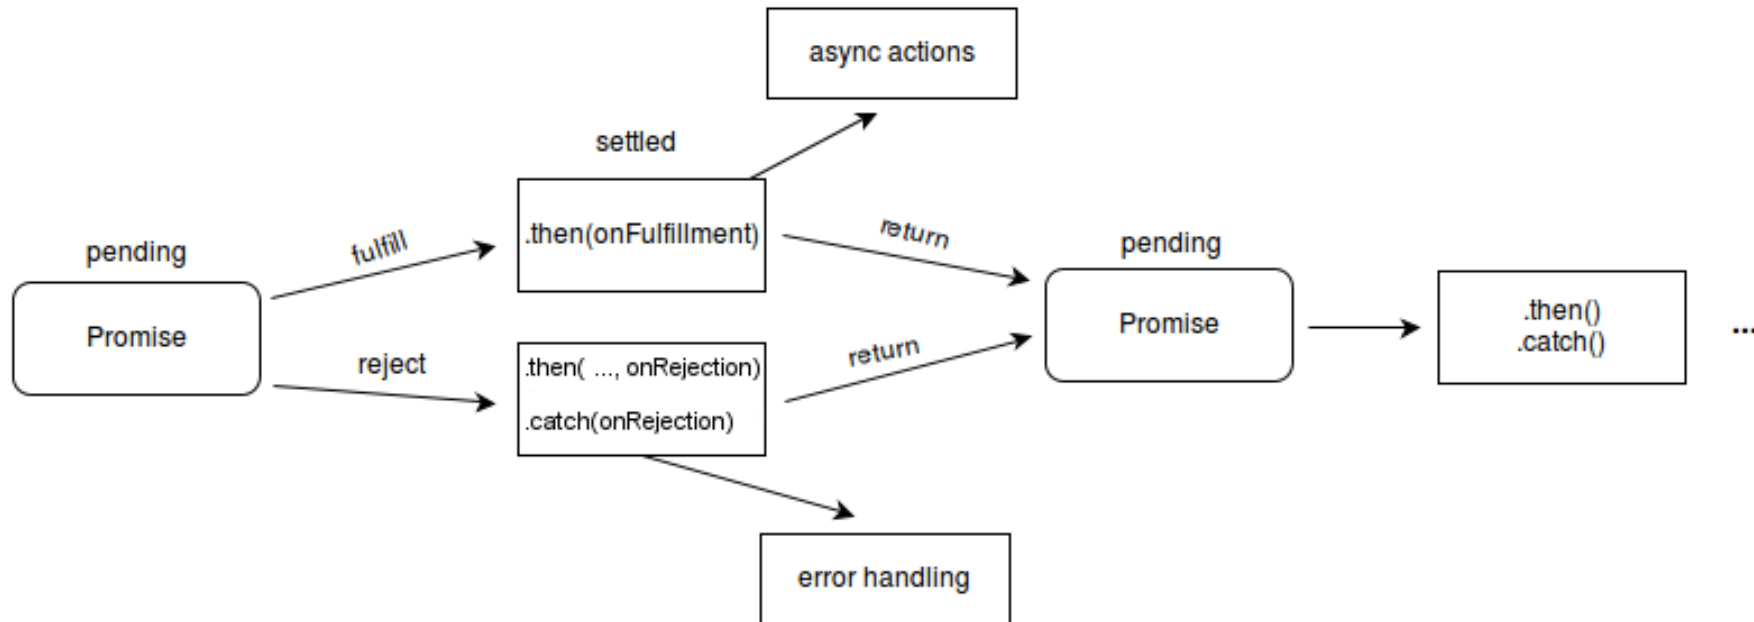 async actions
settled
.then(onFulfillment)
pending
fulfill
return
pending
Promise
reject
.then( ..., onRejection)
.catch(onRejection)
return
Promise
.then()
.catch()
...
error handling